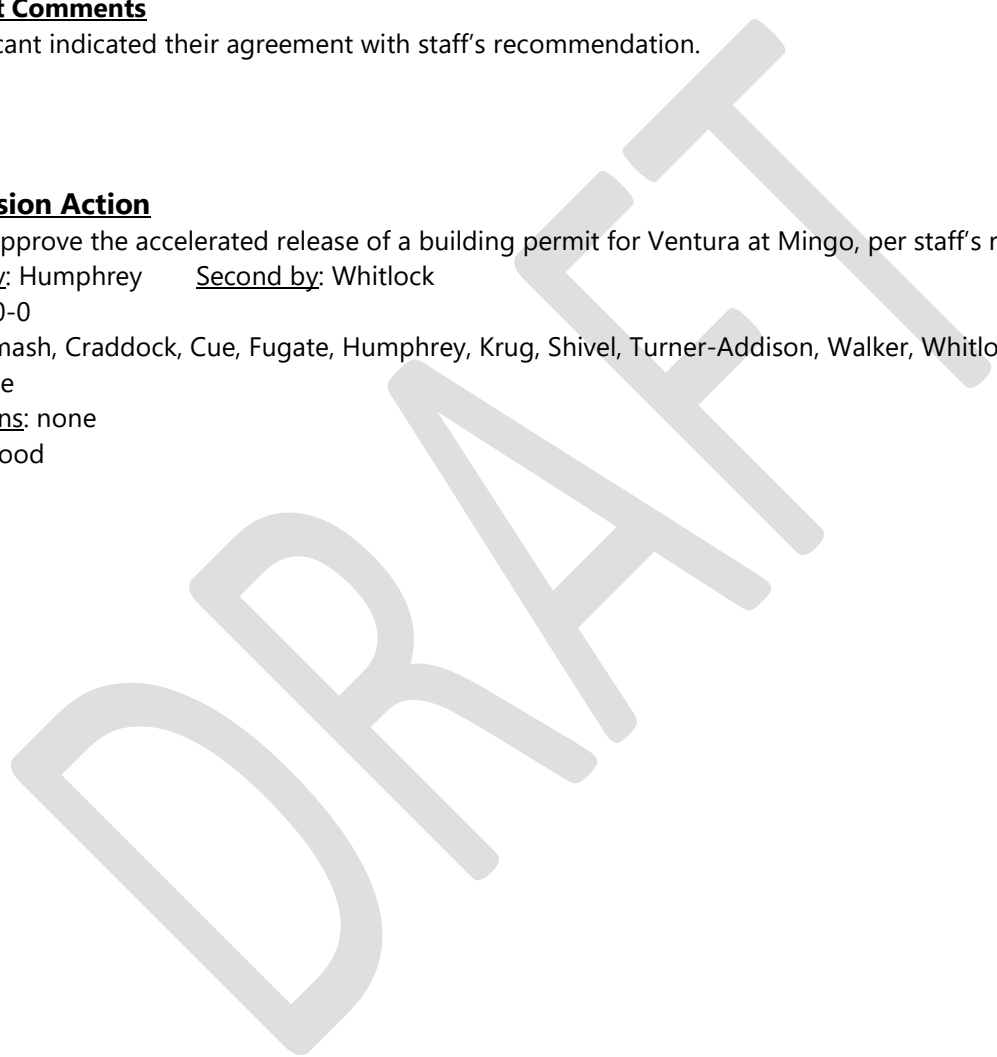 t Comments
cant indicated their agreement with staff's recommendation.
sion Action
pprove the accelerated release of a building permit for Ventura at Mingo, per staff's r
y: Humphrey Second by: Whitlock
0-0
mash, Craddock, Cue, Fugate, Humphrey, Krug, Shivel, Turner-Addison, Walker, Whitlo
e
ns: none
ood
DRAFT